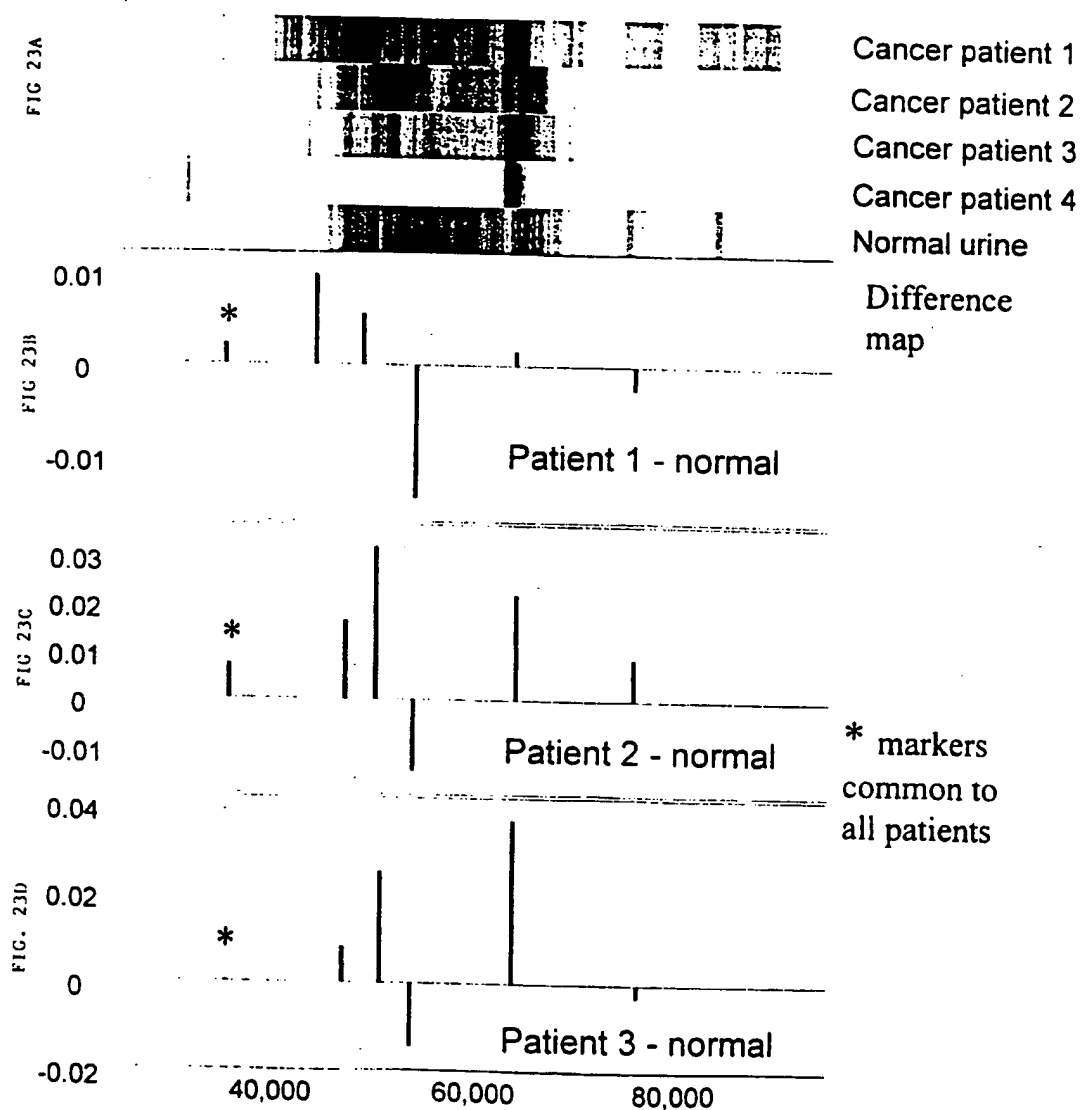 FIG 23A
Cancer patient 1
Cancer patient 2
Cancer patient 3
Cancer patient 4
Normal urine
Difference
map
FIG 23B
0.01
*
0
-0.01
Patient 1 - normal
FIG 23C
0.03
0.02
*
0.01
0
-0.01
Patient 2 - normal
* markers
common to
all patients
FIG. 23D
0.04
0.02
*
0
Patient 3 - normal
-0.02
40,000
60,000
80,000